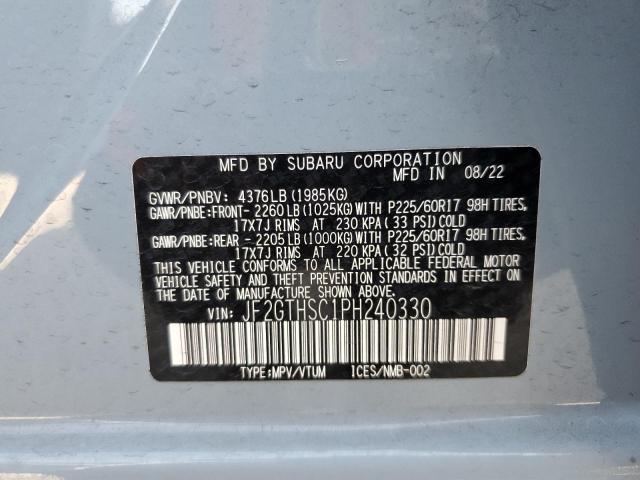 MFD BY SUBARU CORPORATION
MFD IN 08/22
GVWR/PNBV: 4376LB (1985KG)
GAWR/PNBE:FRONT- 2260LB (1025KG)WITH P225/60R17 98H TIRES,
17X7J RIMS AT 230 KPA ( 33 PSI)COLD
GAWR/PNBE:REAR - 2205LB (1000KG)WITH P225/60R17 98H TIRES,
17X7J RIMS AT 220 KPA ( 32 PSI)COLD
THIS VEHICLE CONFORMS TO ALL APPLICABLE FEDERAL MOTOR
VEHICLE SAFETY AND THEFT PREVENTION STANDARDS IN EFFECT
ON THE DATE OF MANUFACTURE SHOWN ABOVE.
VIN: JF2GTHSC1PH240330
TYPE:MPV/VTUM ICES/NMB-002